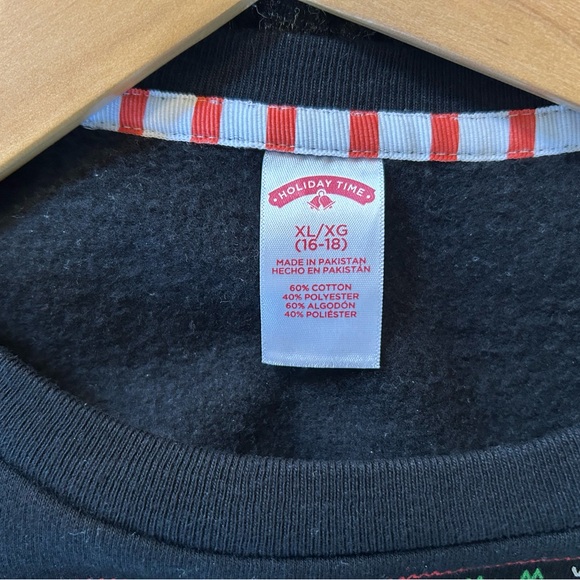 • HOLIDAY TIME •
XL/XG
(16-18)
MADE IN PAKISTAN
HECHO EN PAKISTÁN
60% COTTON
40% POLYESTER
60% ALGODÓN
40% POLIÉSTER